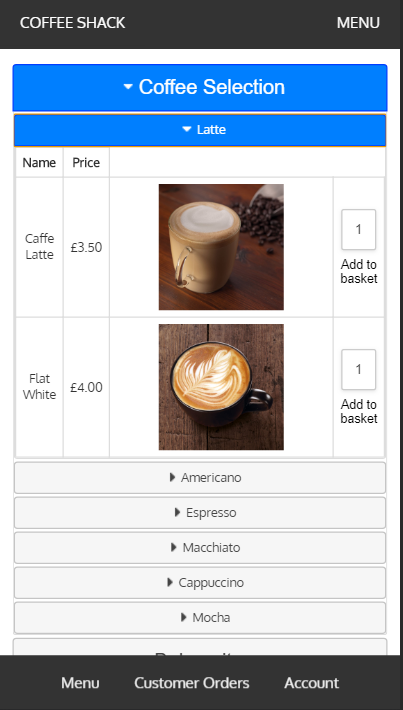 COFFEE SHACK MENU
Coffee Selection
Latte
Name Price
Caffe
Latte
£3.50
1
Add to
basket
Flat
White
£4.00
1
Add to
basket
Americano
Espresso
Macchiato
Cappuccino
Mocha
Menu Customer Orders Account